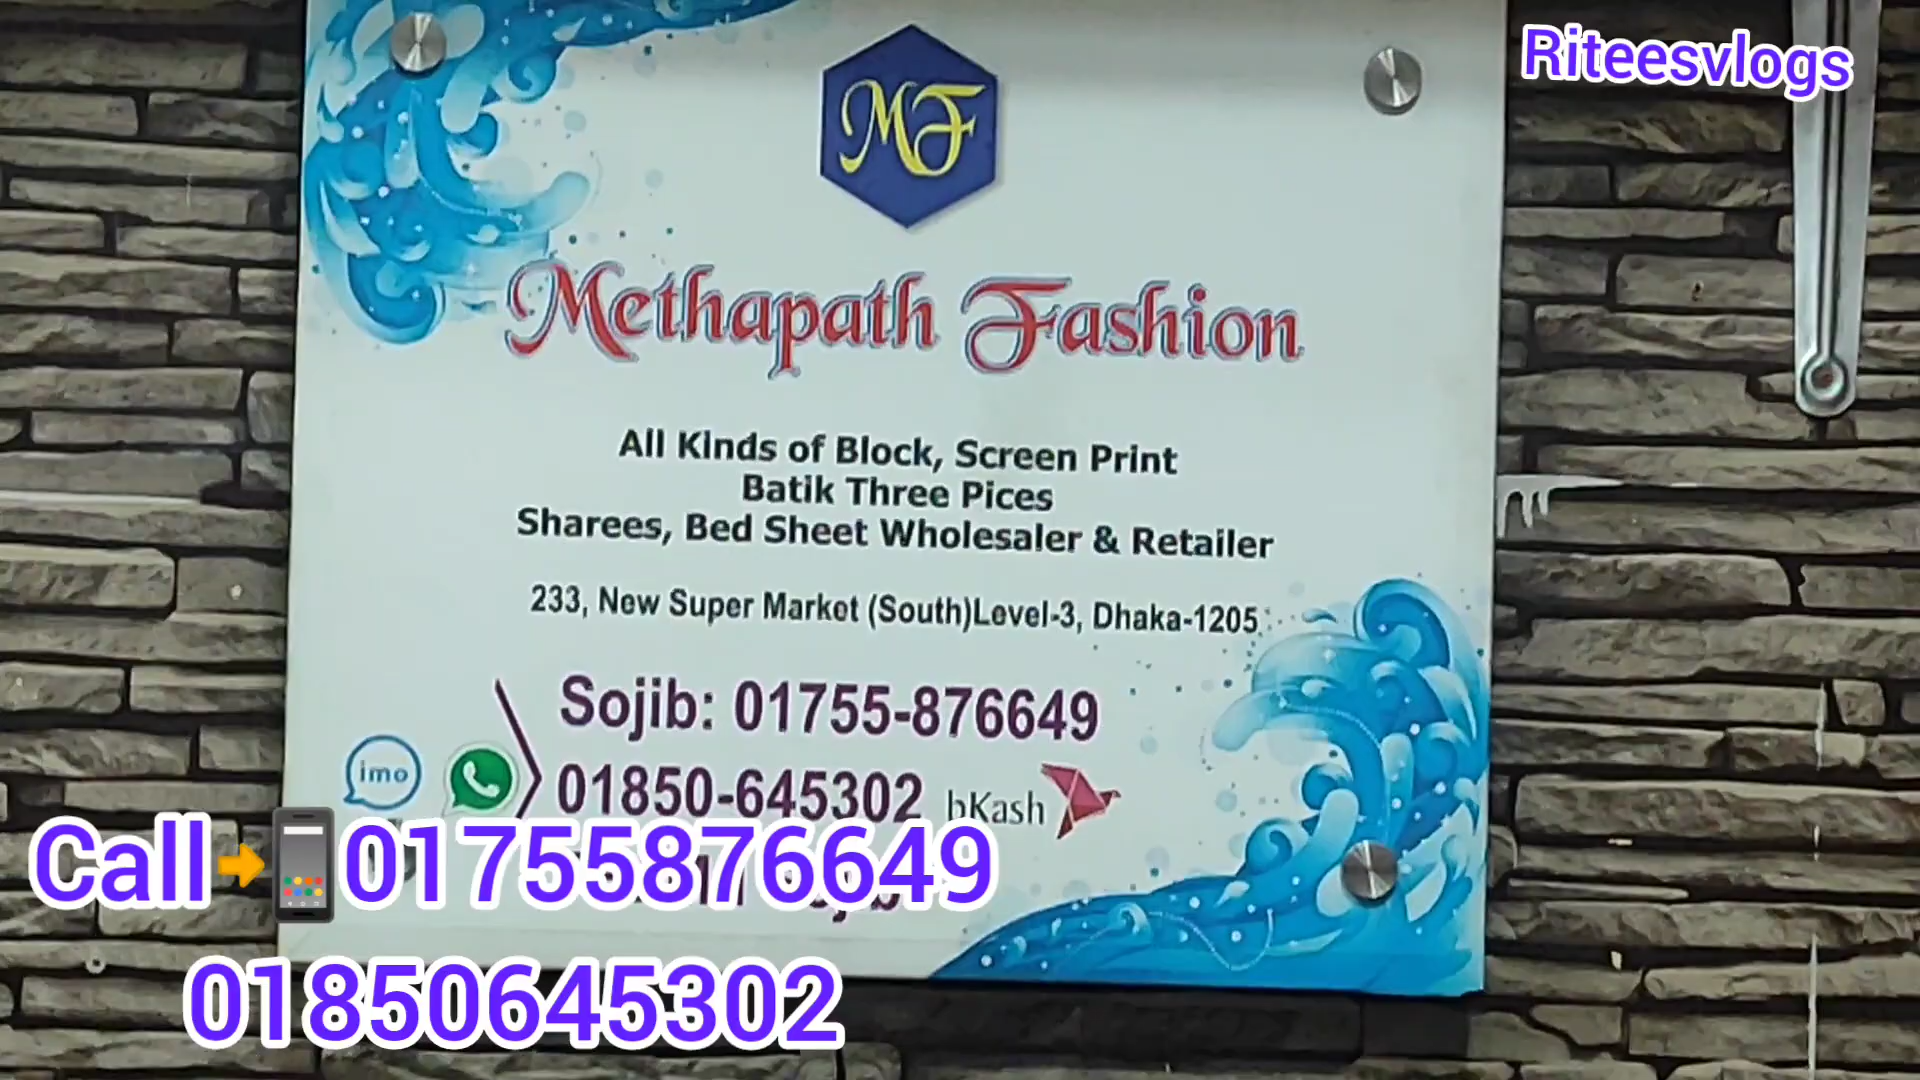 Riteesvlogs
MF
Methapath Fashion
All Kinds of Block, Screen Print
Batik Three Pices
Sharees, Bed Sheet Wholesaler & Retailer
233, New Super Market (South)Level-3, Dhaka-1205
Sojib: 01755-876649
imo
01850-645302 bKash
Call 01755876649
01850645302